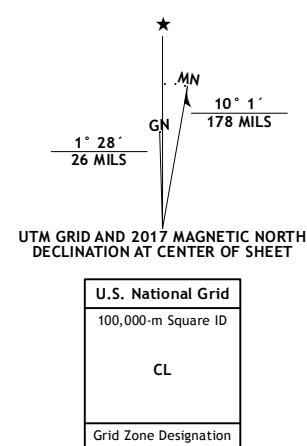 MN
GN
10° 1´
178 MILS
1° 28´
26 MILS
UTM GRID AND 2017 MAGNETIC NORTH
DECLINATION AT CENTER OF SHEET
U.S. National Grid
100,000-m Square ID
CL
Grid Zone Designation